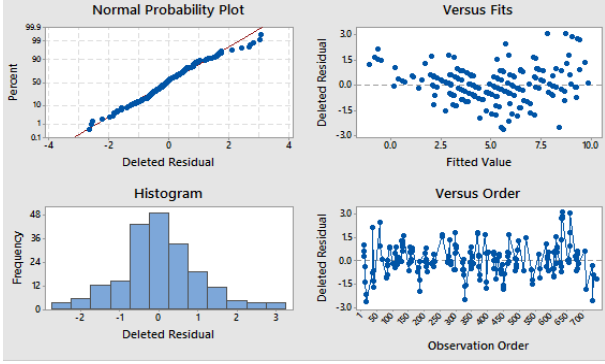 Normal Probability Plot
99.9
99
90
50
10
1
0.1
Percent
-4 -2 0 2 4
Deleted Residual
Versus Fits
3.0
1.5
0.0
-1.5
-3.0
Deleted Residual
0.0 2.5 5.0 7.5 10.0
Fitted Value
Histogram
48
36
24
12
0
Frequency
-2 -1 0 1 2 3
Deleted Residual
Versus Order
3.0
1.5
0.0
-1.5
-3.0
Deleted Residual
1 50 100 150 200 250 300 350 400 450 500 550 600 650 700
Observation Order